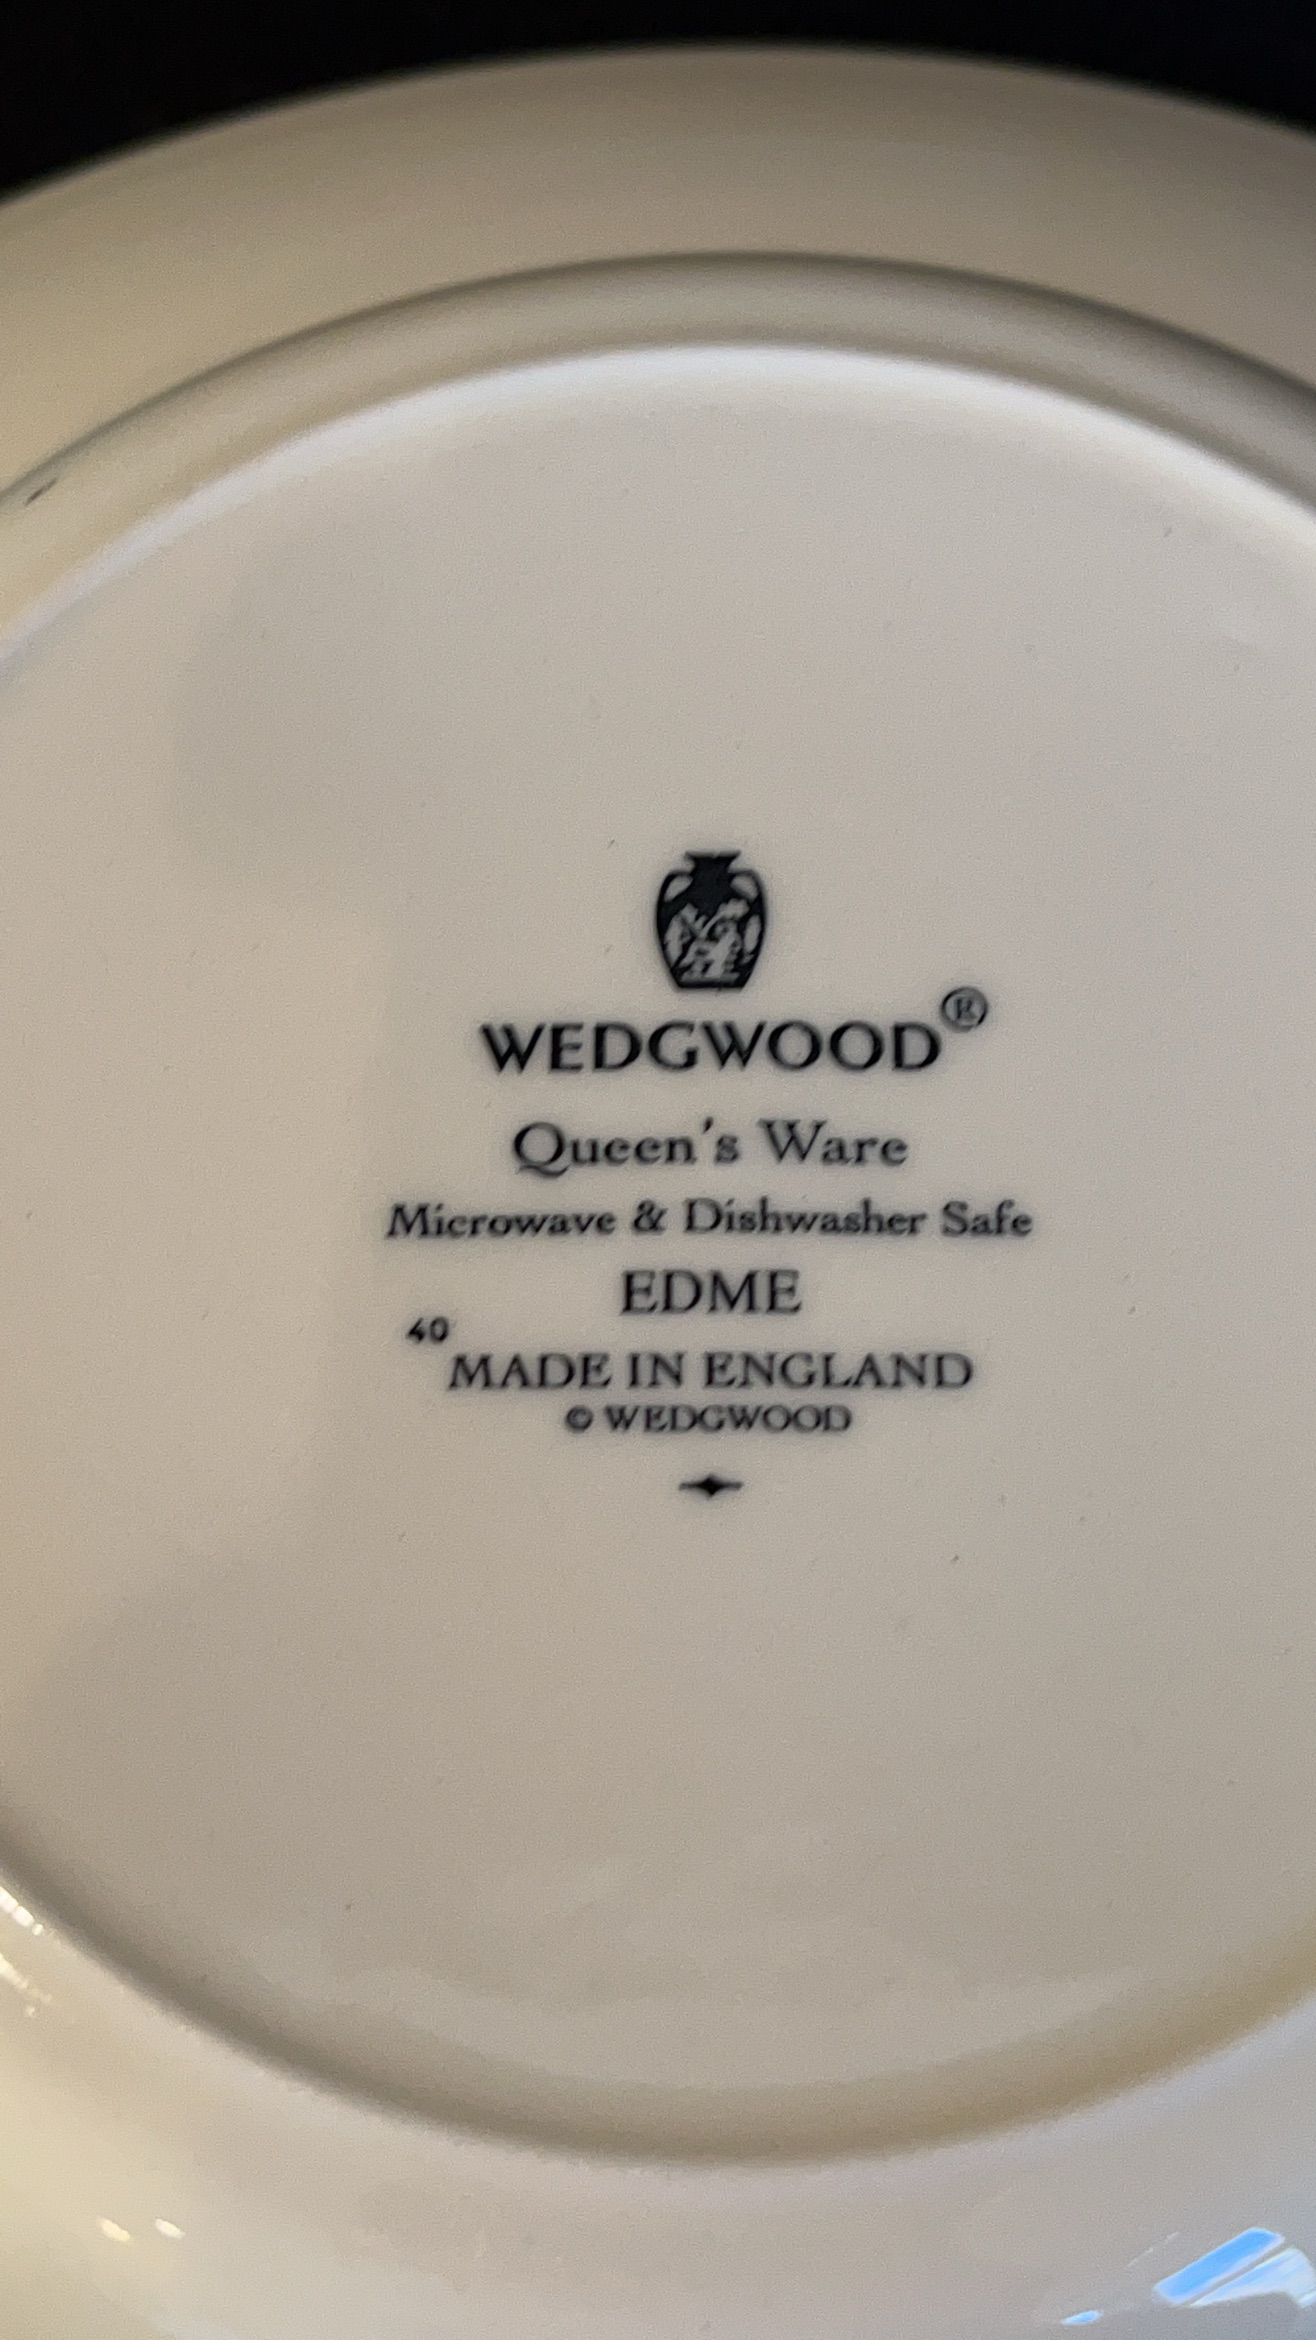 WEDGWOOD®
Queen's Ware
Microwave & Dishwasher Safe
EDME
40
MADE IN ENGLAND
© WEDGWOOD